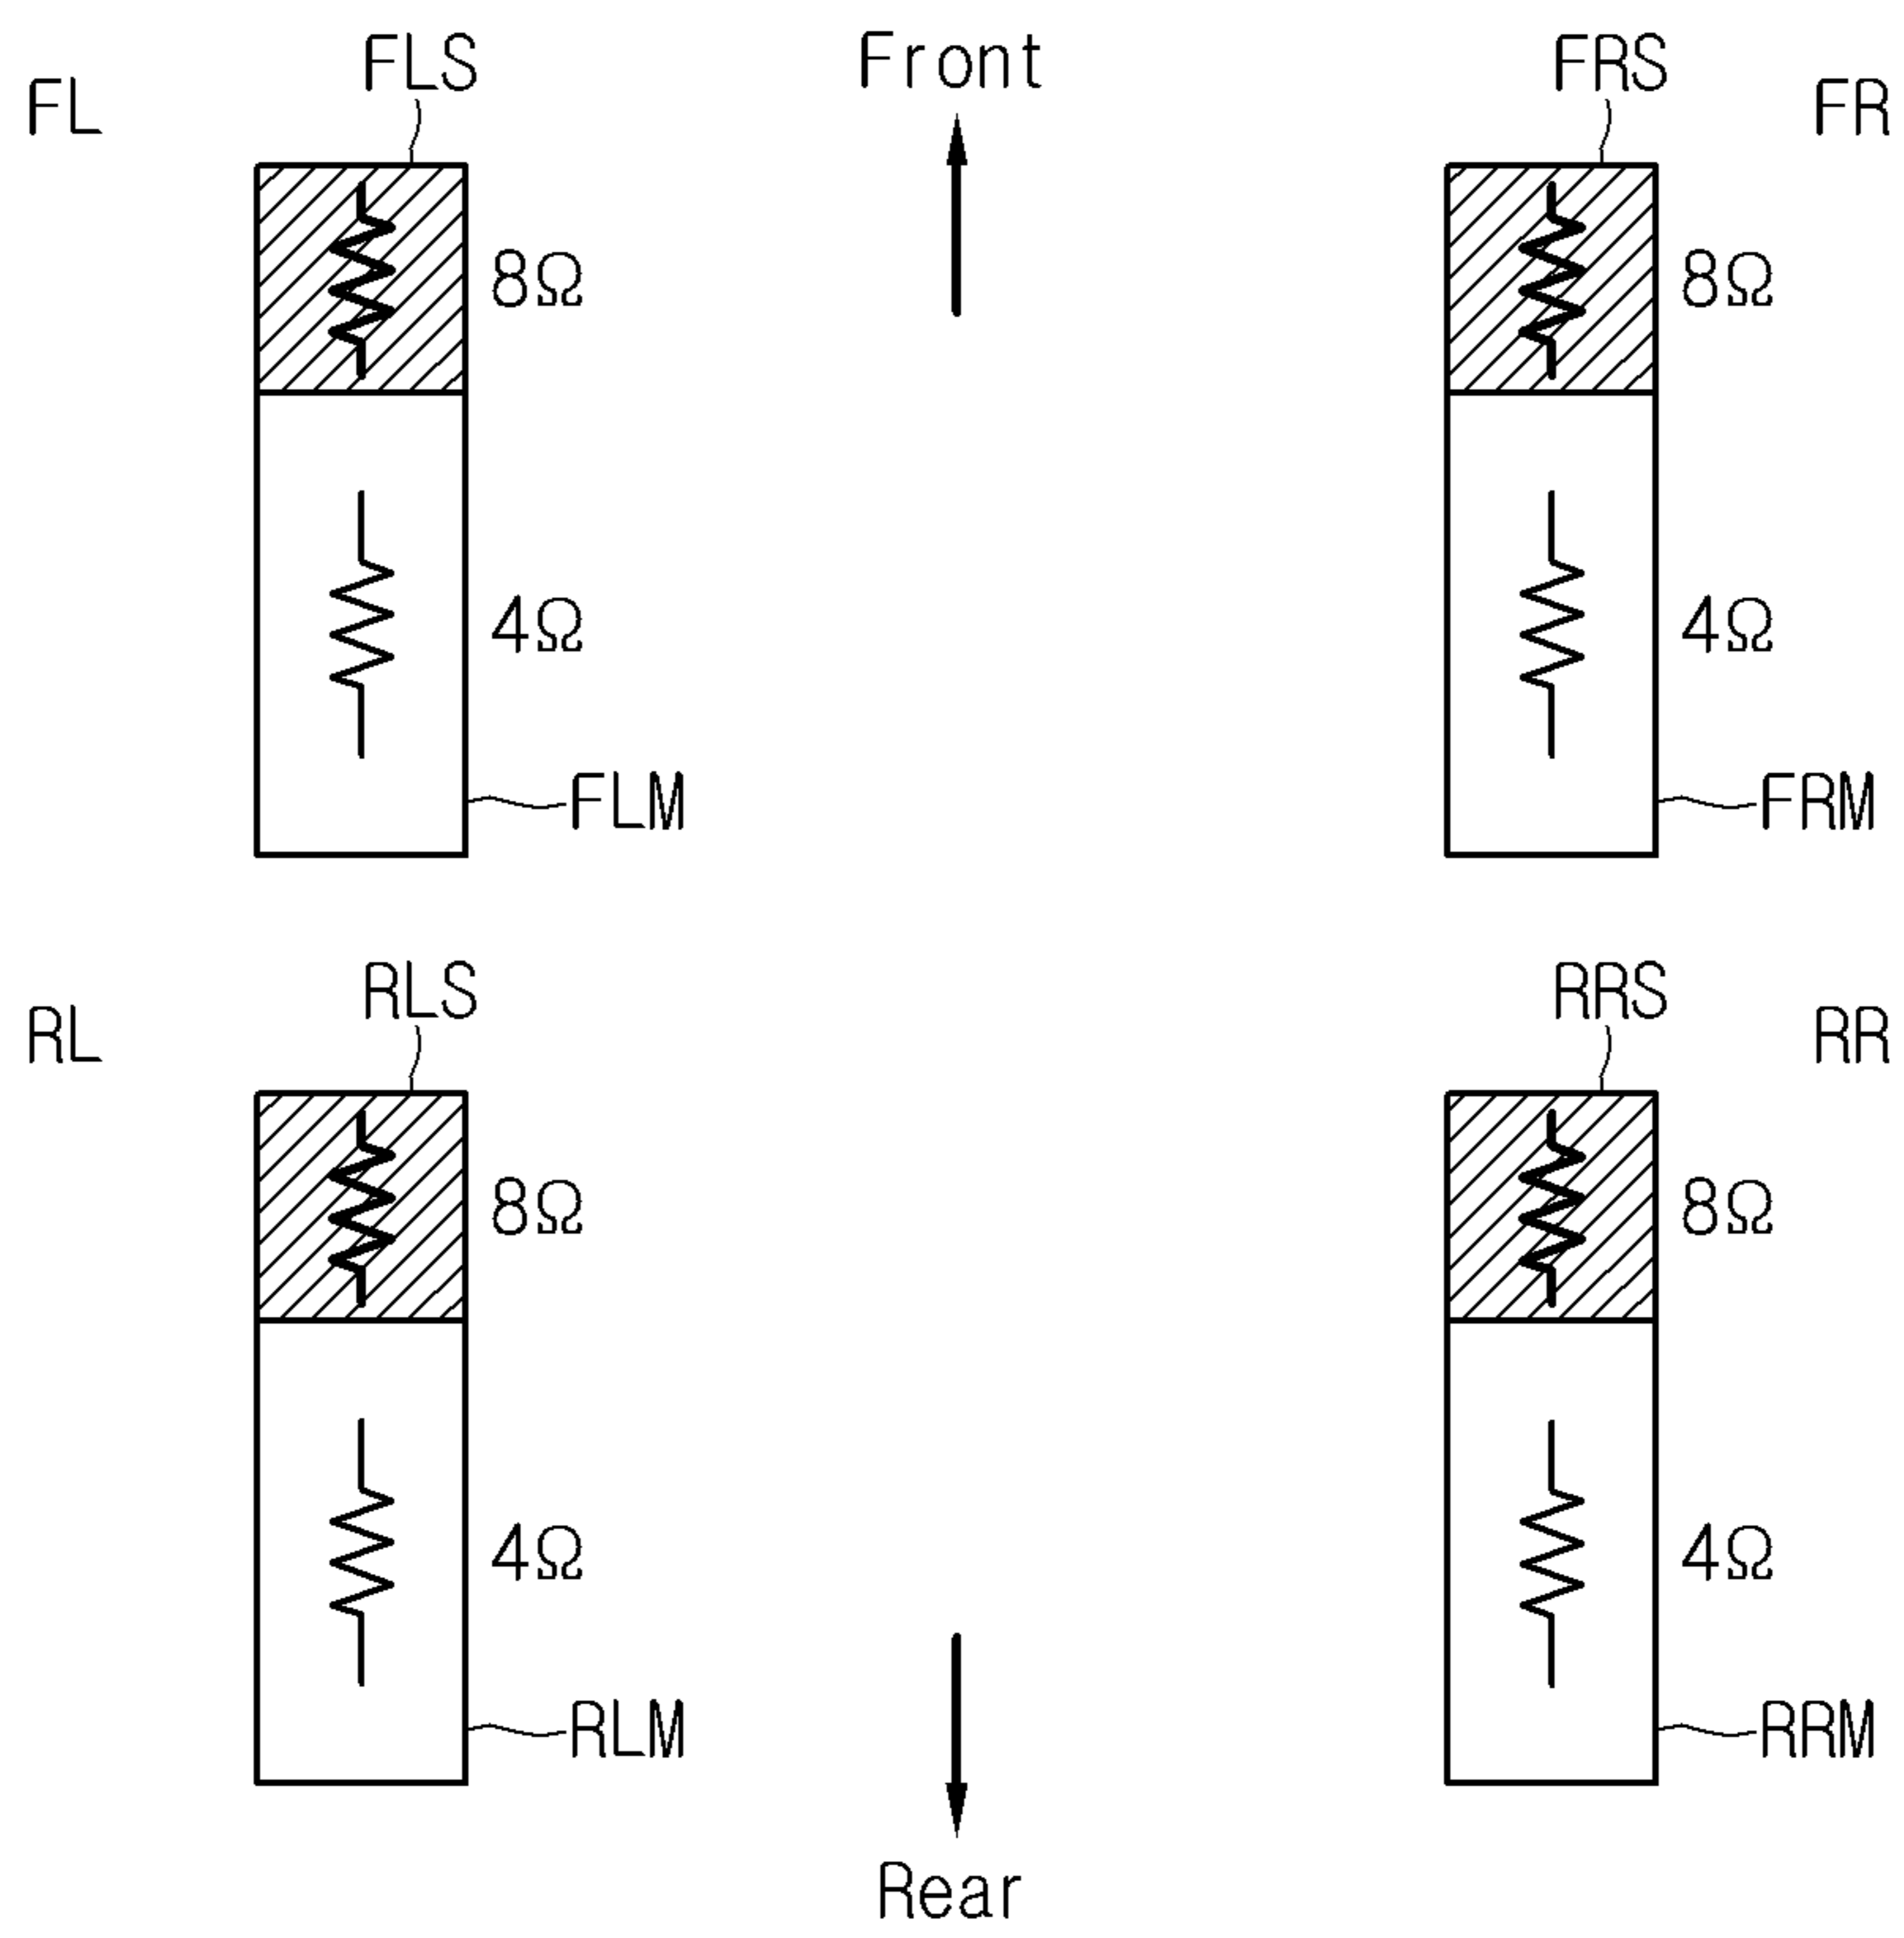 FL
FLS
Front
FRS
FR
8Ω
8Ω
4Ω
4Ω
FLM
FRM
RL
RLS
RRS
RR
8Ω
8Ω
4Ω
4Ω
RLM
RRM
Rear